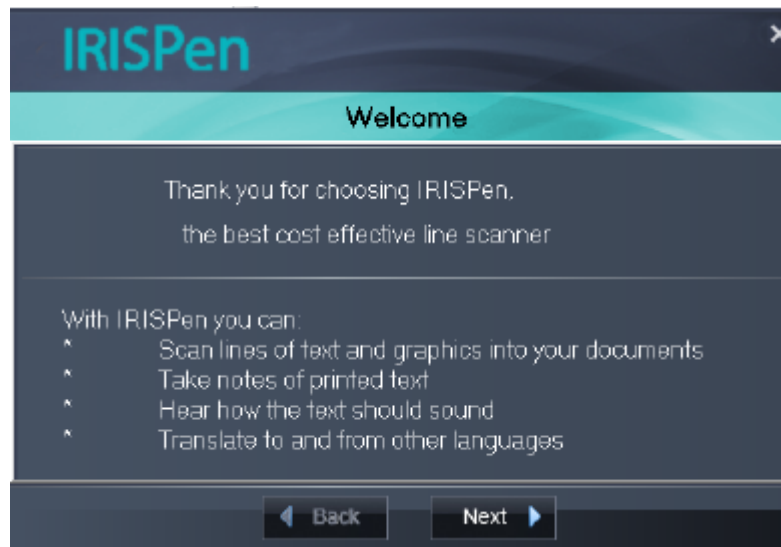 IRISPen
×
Welcome
Thank you for choosing IRISPen,
the best cost effective line scanner
With IRISPen you can:
* Scan lines of text and graphics into your documents
* Take notes of printed text
* Hear how the text should sound
* Translate to and from other languages
Back Next